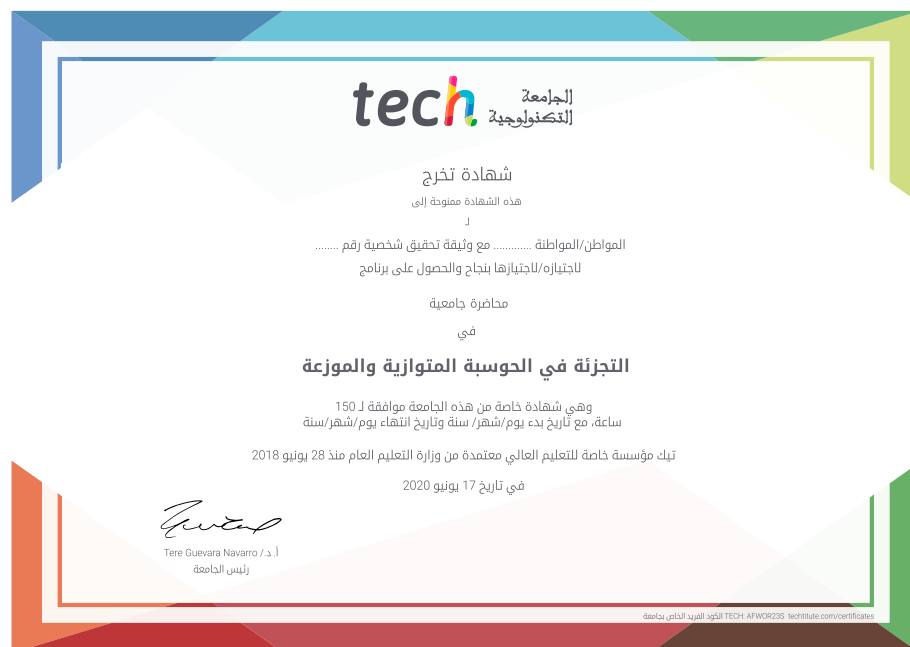 tech
الجامعة
التكنولوجية
شهادة تخرج
هذه الشهادة ممنوحة إلى
لـ
المواطن/المواطنة ............. مع وثيقة تحقيق شخصية رقم ........
لاجتيازه/لاجتيازها بنجاح والحصول على برنامج
محاضرة جامعية
في
التجزئة في الحوسبة المتوازية والموزعة
وهي شهادة خاصة من هذه الجامعة موافقة لـ 150
ساعة، مع تاريخ بدء يوم/شهر/ سنة وتاريخ انتهاء يوم/شهر/سنة
تيك مؤسسة خاصة للتعليم العالي معتمدة من وزارة التعليم العام منذ 28 يونيو 2018
في تاريخ 17 يونيو 2020
أ. د./ Tere Guevara Navarro
رئيس الجامعة
الكود الفريد الخاص بجامعة TECH: AFWOR23S techtitute.com/certificates